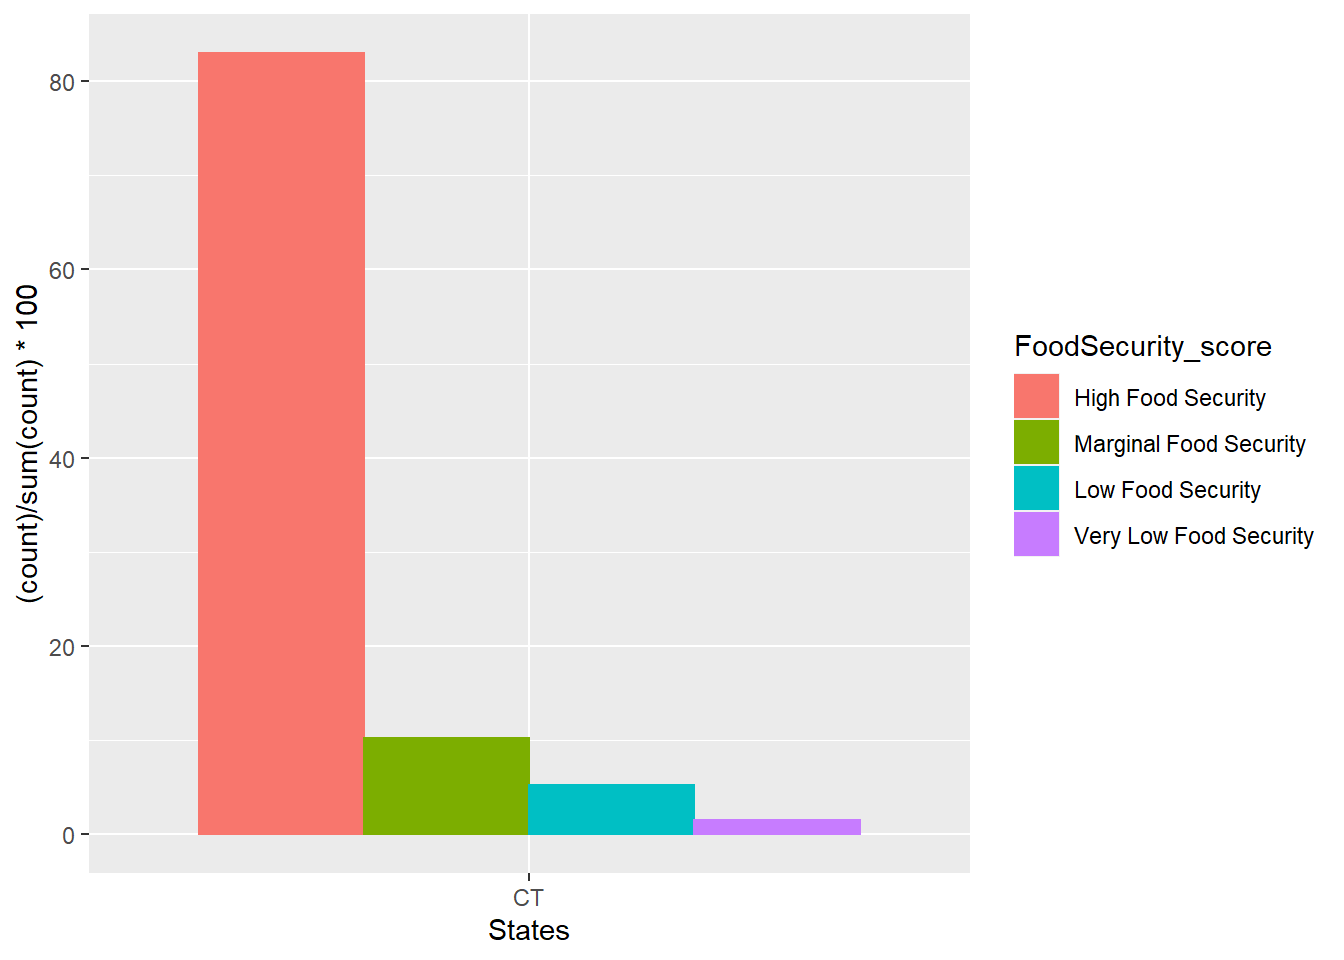 (count)/sum(count) * 100
80
60
40
20
0
CT
States
FoodSecurity_score
High Food Security
Marginal Food Security
Low Food Security
Very Low Food Security